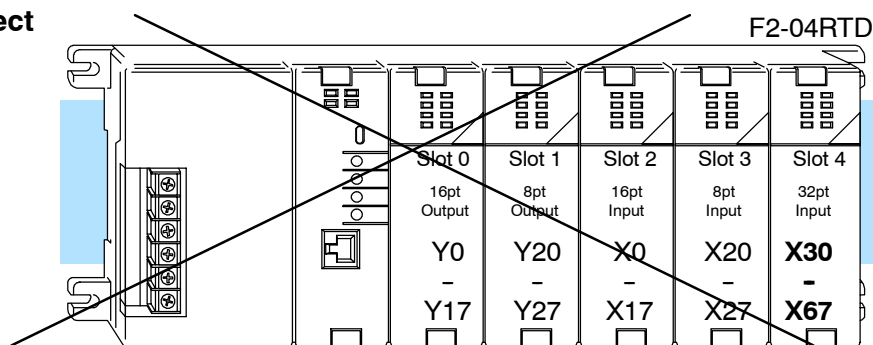 ect
F2-04RTD
Slot 0 Slot 1 Slot 2 Slot 3 Slot 4
16pt 8pt 16pt 8pt 32pt
Output Output Input Input Input
Y0 Y20 X0 X20 X30
- - - - -
Y17 Y27 X17 X27 X67